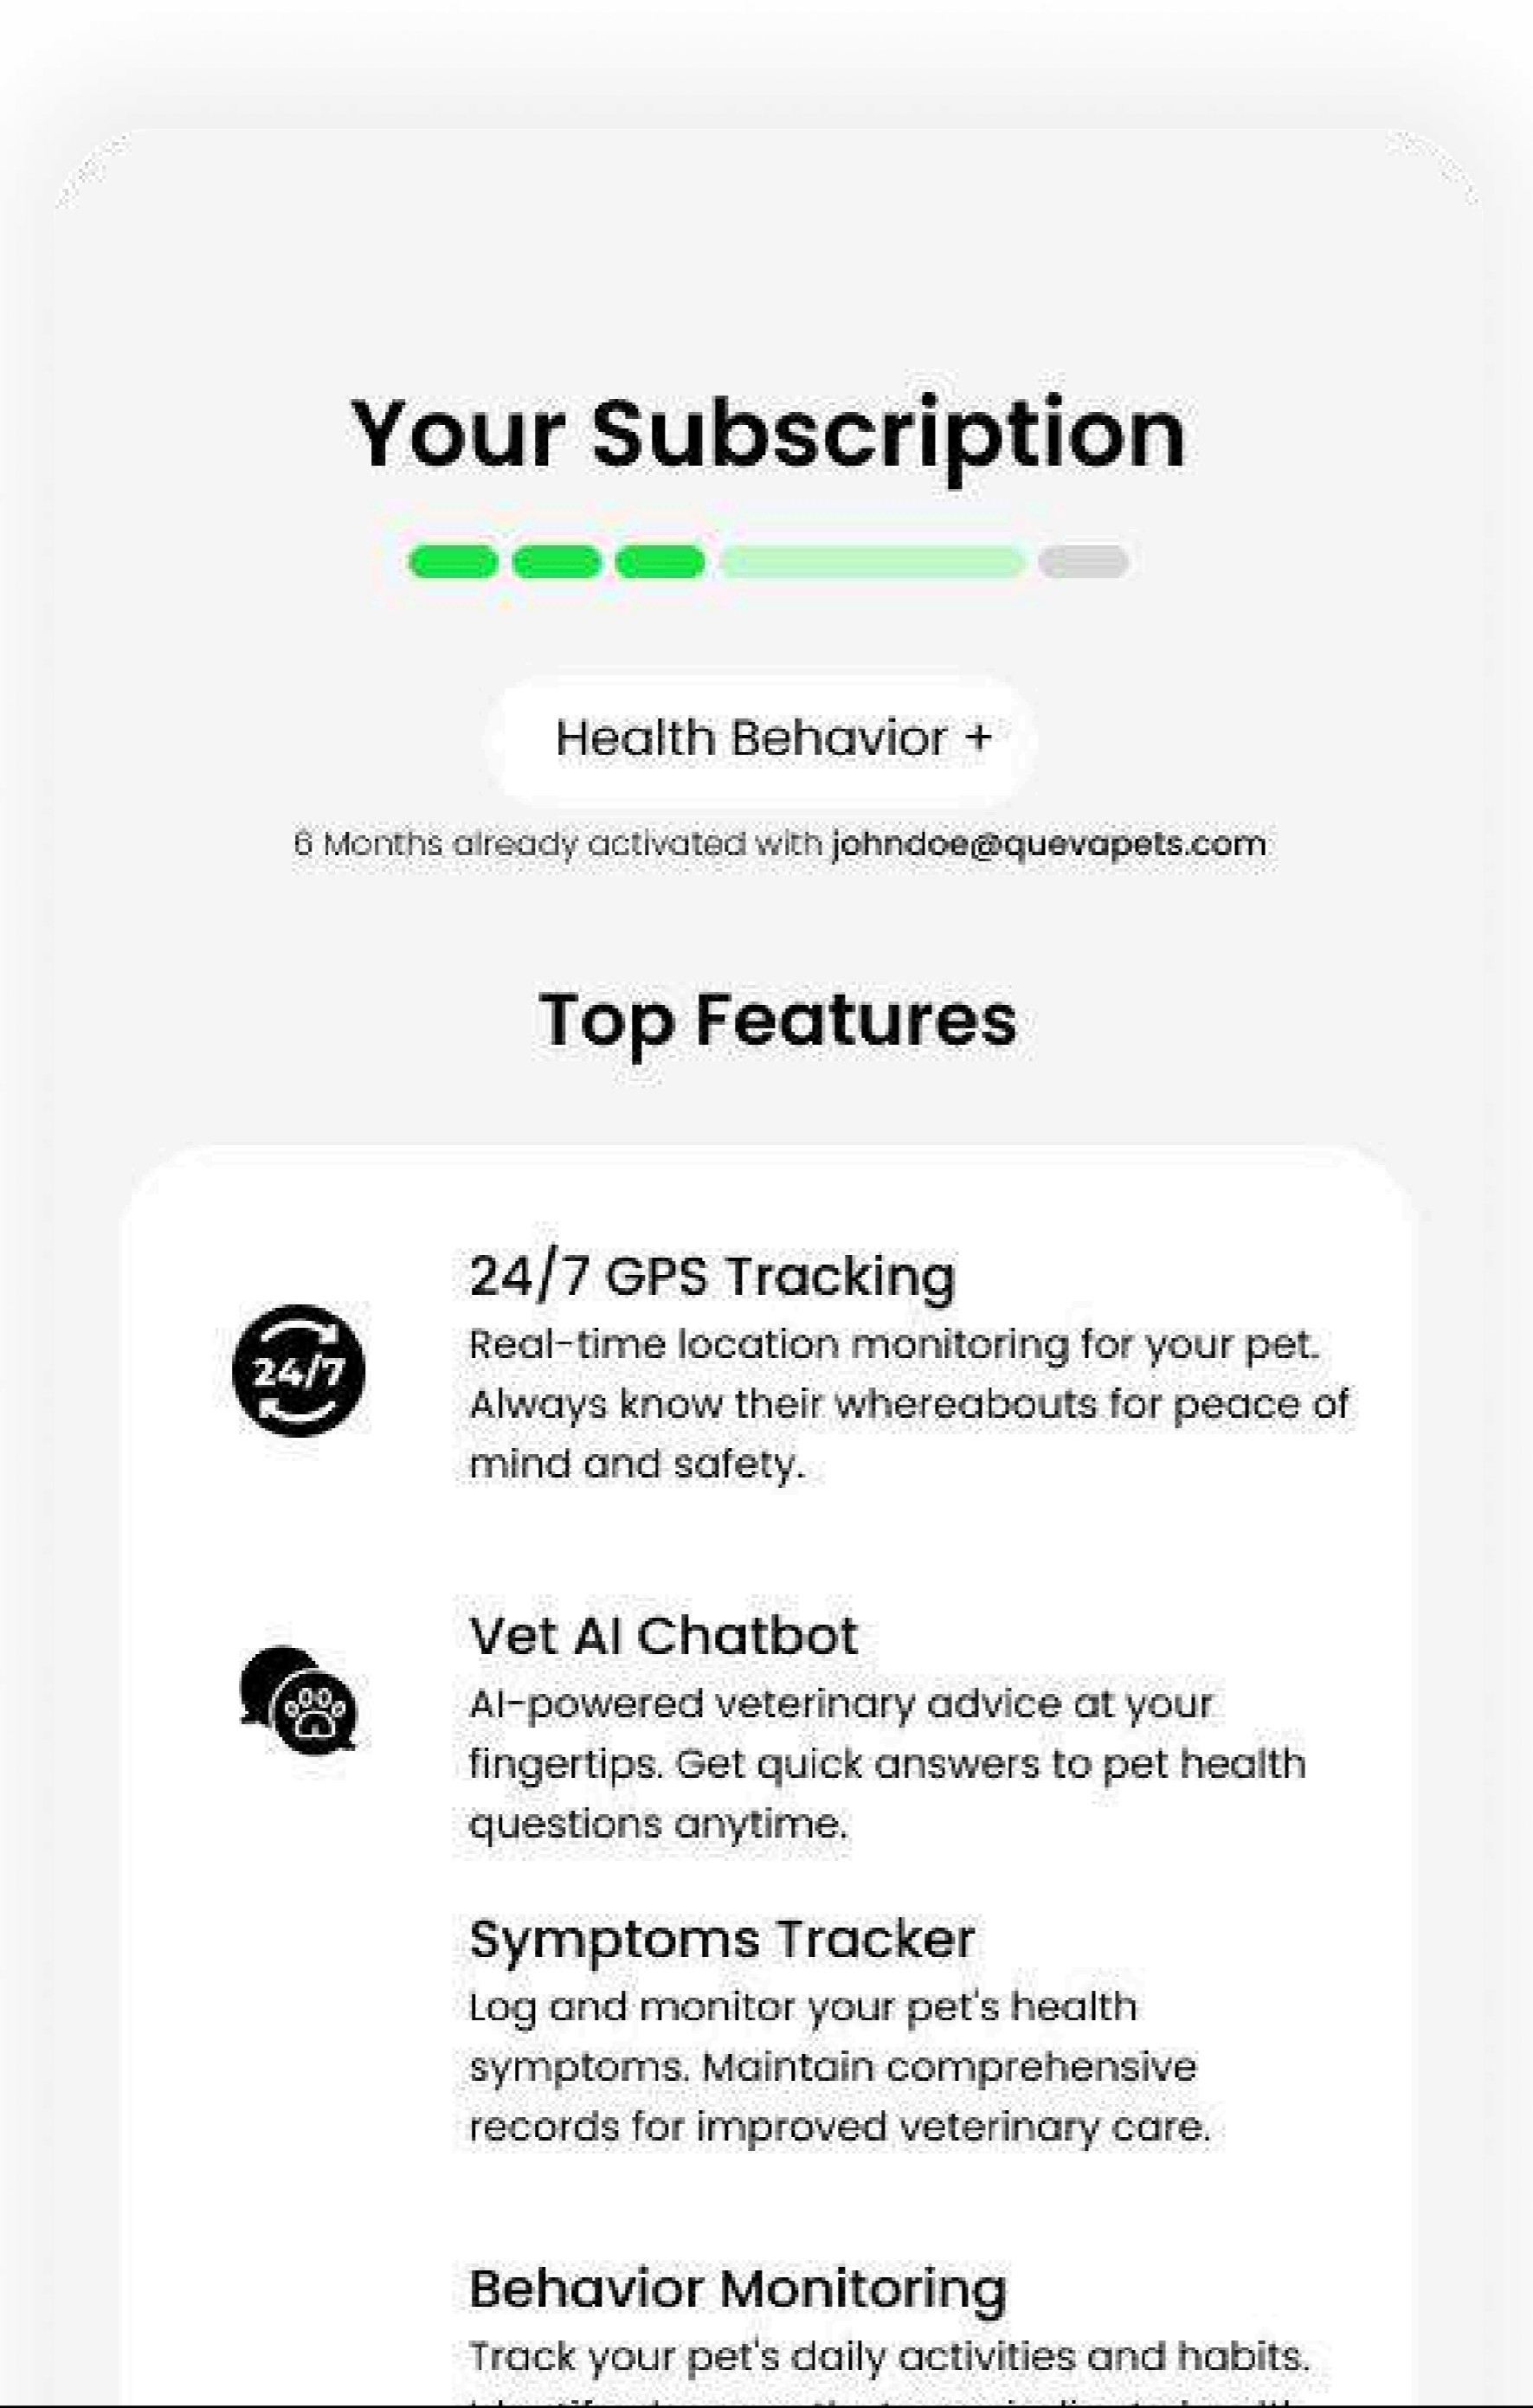 Your Subscription
Health Behavior +
6 Months already activated with johndoe@quevapets.com
Top Features
24/7 GPS Tracking
24/7
Real-time location monitoring for your pet.
Always know their whereabouts for peace of
mind and safety.
Vet AI Chatbot
AI-powered veterinary advice at your
fingertips. Get quick answers to pet health
questions anytime.
Symptoms Tracker
Log and monitor your pet's health
symptoms. Maintain comprehensive
records for improved veterinary care.
Behavior Monitoring
Track your pet's daily activities and habits.